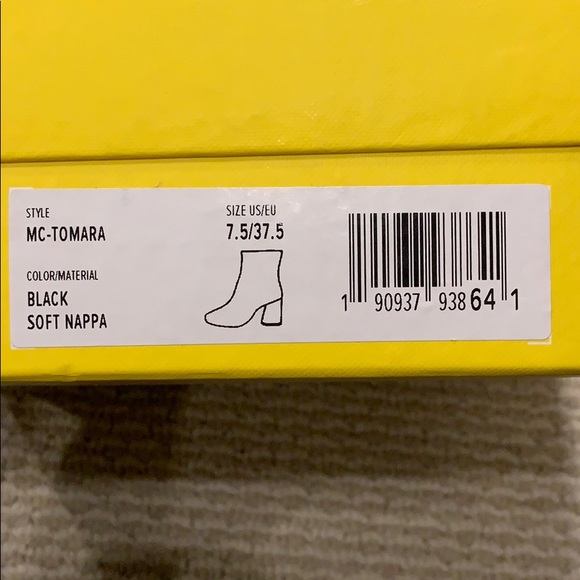 STYLE
MC-TOMARA
SIZE US/EU
7.5/37.5
COLOR/MATERIAL
BLACK
SOFT NAPPA
1 90937 93864 1